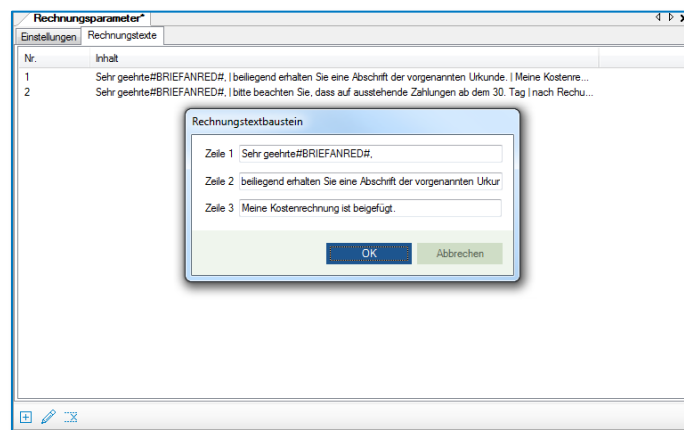 Rechnungsparameter*
Einstellungen Rechnungstexte
Nr. Inhalt
1 Sehr geehrte#BRIEFANRED#, | beiliegend erhalten Sie eine Abschrift der vorgenannten Urkunde. | Meine Kostenre...
2 Sehr geehrte#BRIEFANRED#, | bitte beachten Sie, dass auf ausstehende Zahlungen ab dem 30. Tag | nach Rechu...
Rechnungstextbaustein
Zeile 1 Sehr geehrte#BRIEFANRED#,
Zeile 2 beiliegend erhalten Sie eine Abschrift der vorgenannten Urkur
Zeile 3 Meine Kostenrechnung ist beigefügt.
OK Abbrechen